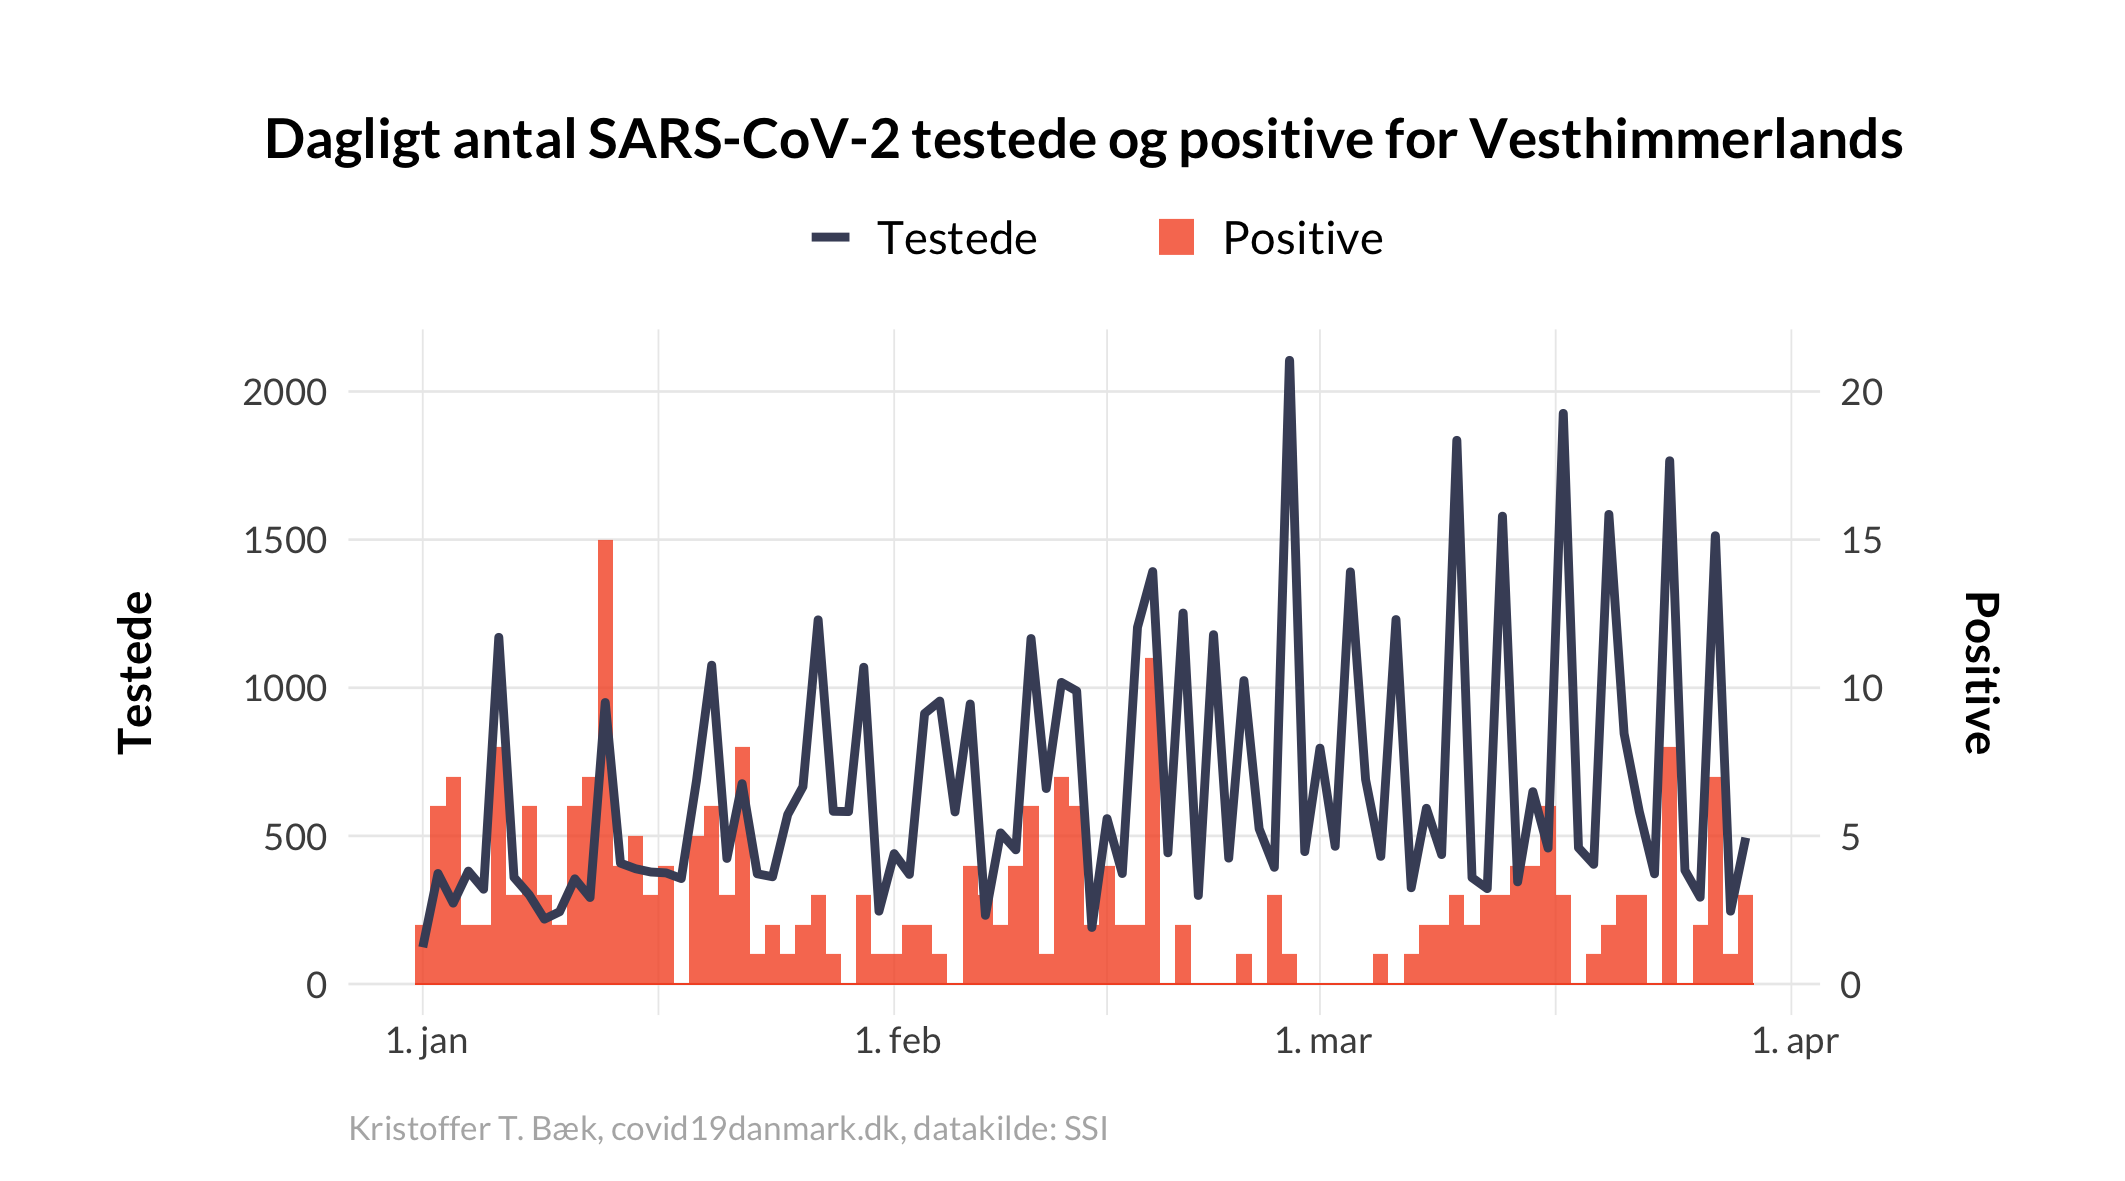 Dagligt antal SARS-CoV-2 testede og positive for Vesthimmerlands
Testede Positive
2000 20
1500 15
1000 10
500 5
0 0
Testede
Positive
1. jan 1. feb 1. mar 1. apr
Kristoffer T. Bæk, covid19danmark.dk, datakilde: SSI